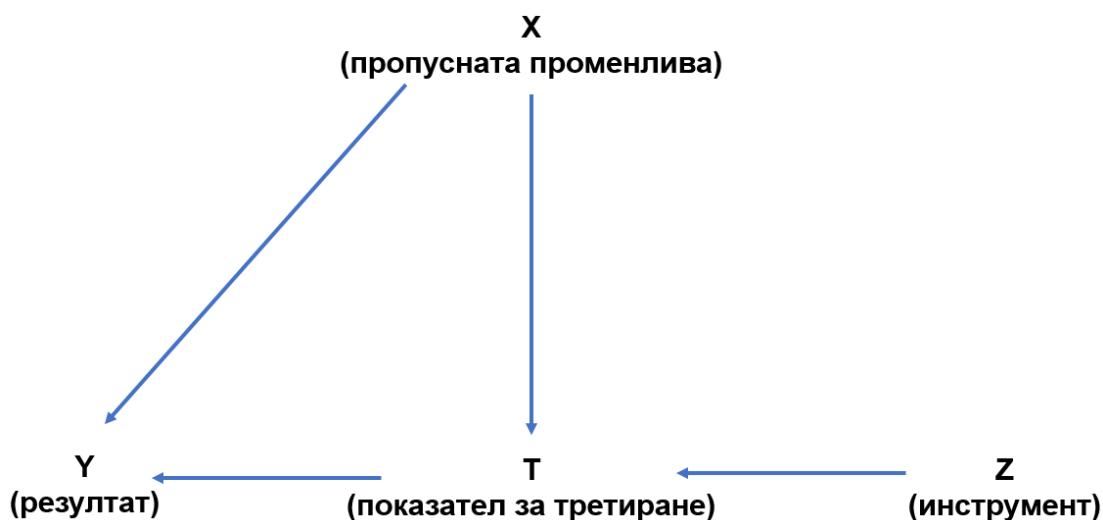 X
(пропусната променлива)
Y
(резултат)
T
(показател за третиране)
Z
(инструмент)